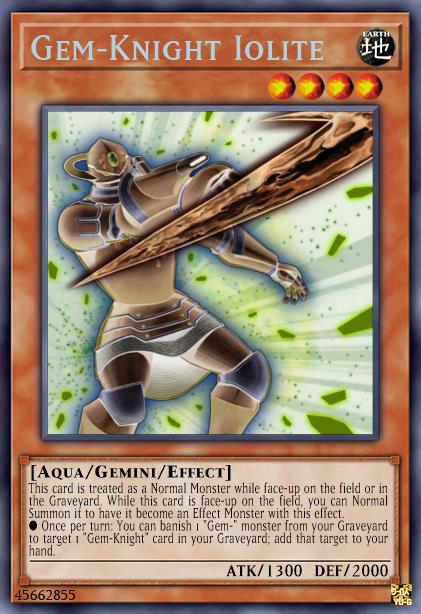 Gem-Knight Iolite
EARTH
地
[Aqua/Gemini/Effect]
This card is treated as a Normal Monster while face-up on the field or in
the Graveyard. While this card is face-up on the field, you can Normal
Summon it to have it become an Effect Monster with this effect.
● Once per turn: You can banish 1 "Gem-" monster from your Graveyard
to target 1 "Gem-Knight" card in your Graveyard; add that target to your
hand.
ATK/1300 DEF/2000
45662855